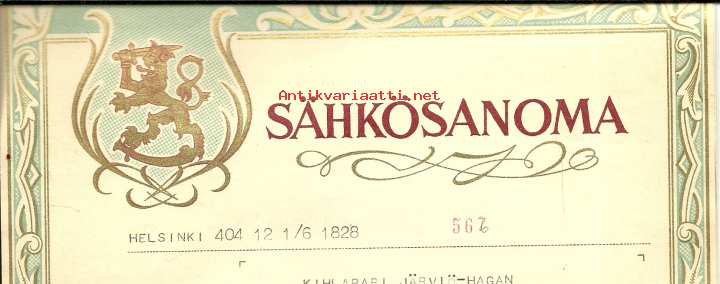 Antikvariaatti.net
SÄHKÖSANOMA
HELSINKI 404 12 1/6 1828 567
KIHLAPARI JÄRVIÖ-HAGAN